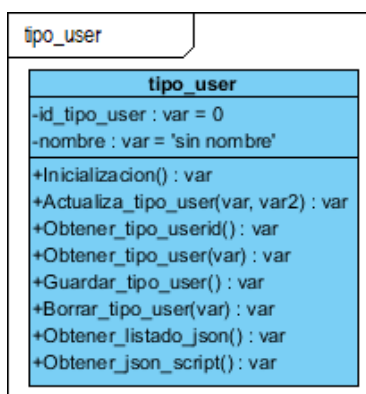 tipo_user
tipo_user
-id_tipo_user : var = 0
-nombre : var = 'sin nombre'
+Inicializacion() : var
+Actualiza_tipo_user(var, var2) : var
+Obtener_tipo_userid() : var
+Obtener_tipo_user(var) : var
+Guardar_tipo_user() : var
+Borrar_tipo_user(var) : var
+Obtener_listado_json() : var
+Obtener_json_script() : var